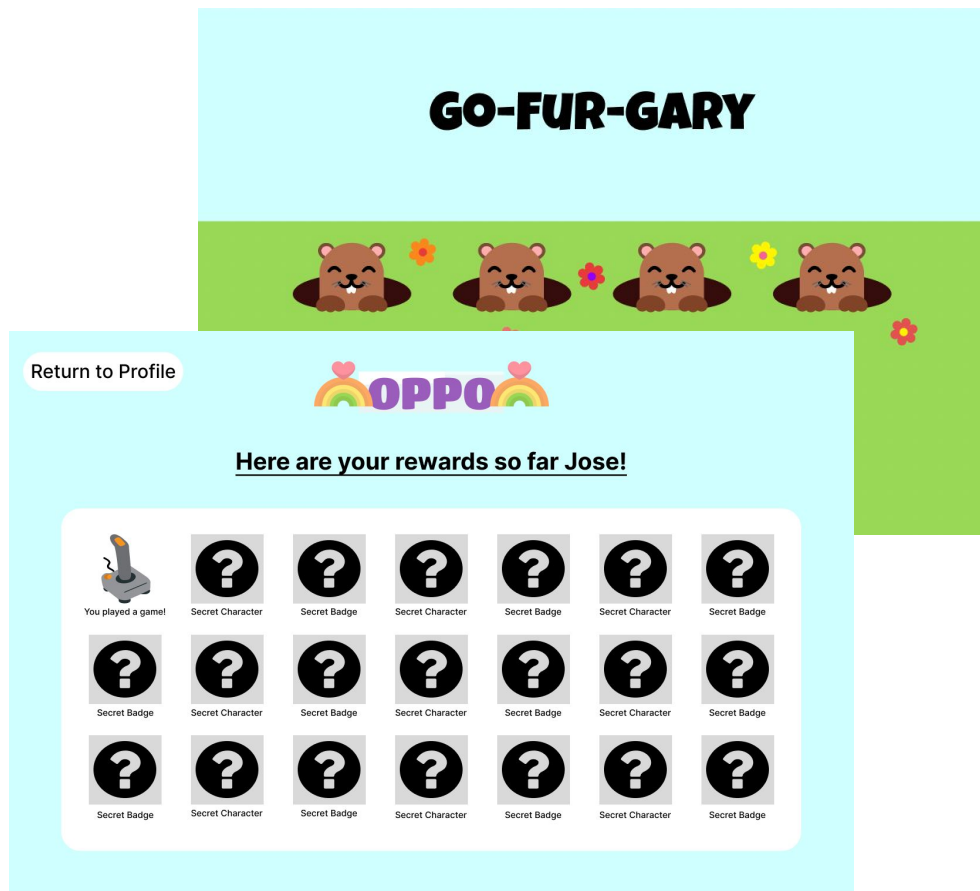 GO-FUR-GARY
Return to Profile
OPPO
Here are your rewards so far Jose!
You played a game!
Secret Character
Secret Badge
Secret Character
Secret Badge
Secret Character
Secret Badge
Secret Badge
Secret Character
Secret Badge
Secret Character
Secret Badge
Secret Character
Secret Badge
Secret Badge
Secret Character
Secret Badge
Secret Character
Secret Badge
Secret Character
Secret Badge